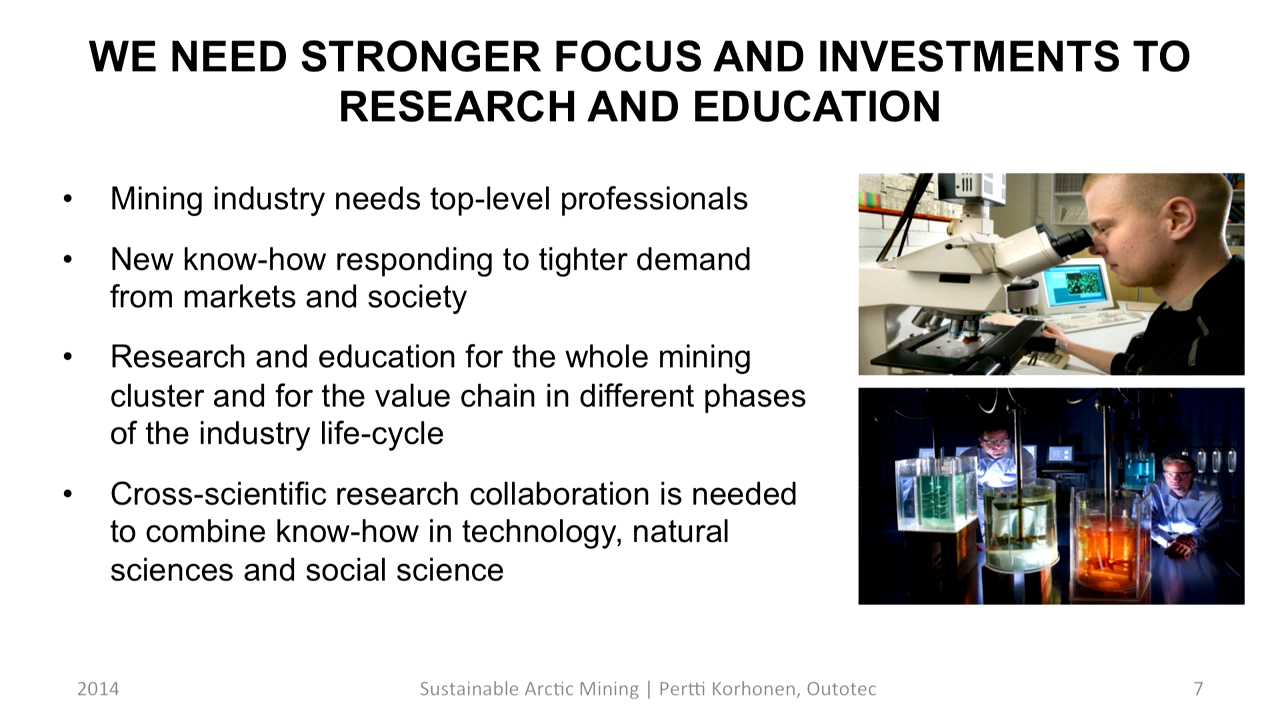 WE NEED STRONGER FOCUS AND INVESTMENTS TO
RESEARCH AND EDUCATION
• Mining industry needs top-level professionals
• New know-how responding to tighter demand
from markets and society
• Research and education for the whole mining
cluster and for the value chain in different phases
of the industry life-cycle
• Cross-scientific research collaboration is needed
to combine know-how in technology, natural
sciences and social science
2014
Sustainable Arctic Mining | Pertti Korhonen, Outotec
7